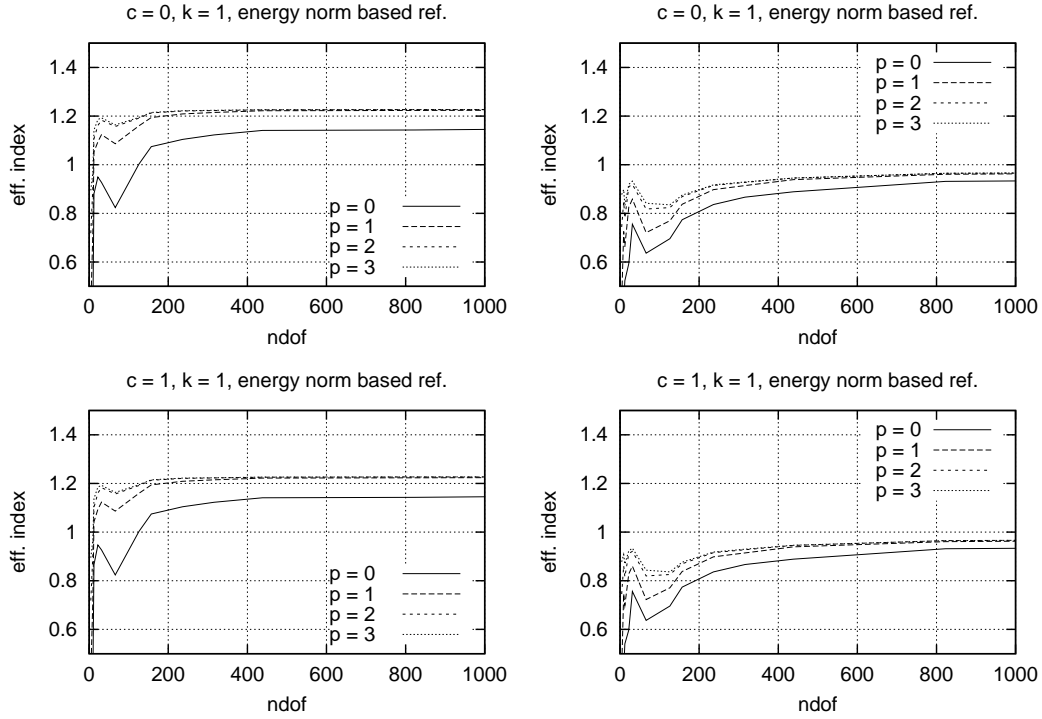 c = 0, k = 1, energy norm based ref.
eff. index
1.4
1.2
1
0.8
0.6
p = 0
p = 1
p = 2
p = 3
0 200 400 600 800 1000
ndof
c = 0, k = 1, energy norm based ref.
eff. index
1.4
1.2
1
0.8
0.6
p = 0
p = 1
p = 2
p = 3
0 200 400 600 800 1000
ndof
c = 1, k = 1, energy norm based ref.
eff. index
1.4
1.2
1
0.8
0.6
p = 0
p = 1
p = 2
p = 3
0 200 400 600 800 1000
ndof
c = 1, k = 1, energy norm based ref.
eff. index
1.4
1.2
1
0.8
0.6
p = 0
p = 1
p = 2
p = 3
0 200 400 600 800 1000
ndof